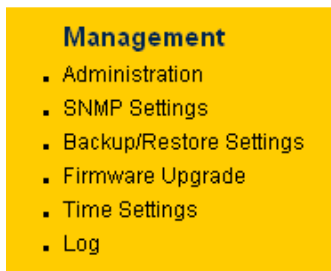 Management
Administration
SNMP Settings
Backup/Restore Settings
Firmware Upgrade
Time Settings
Log